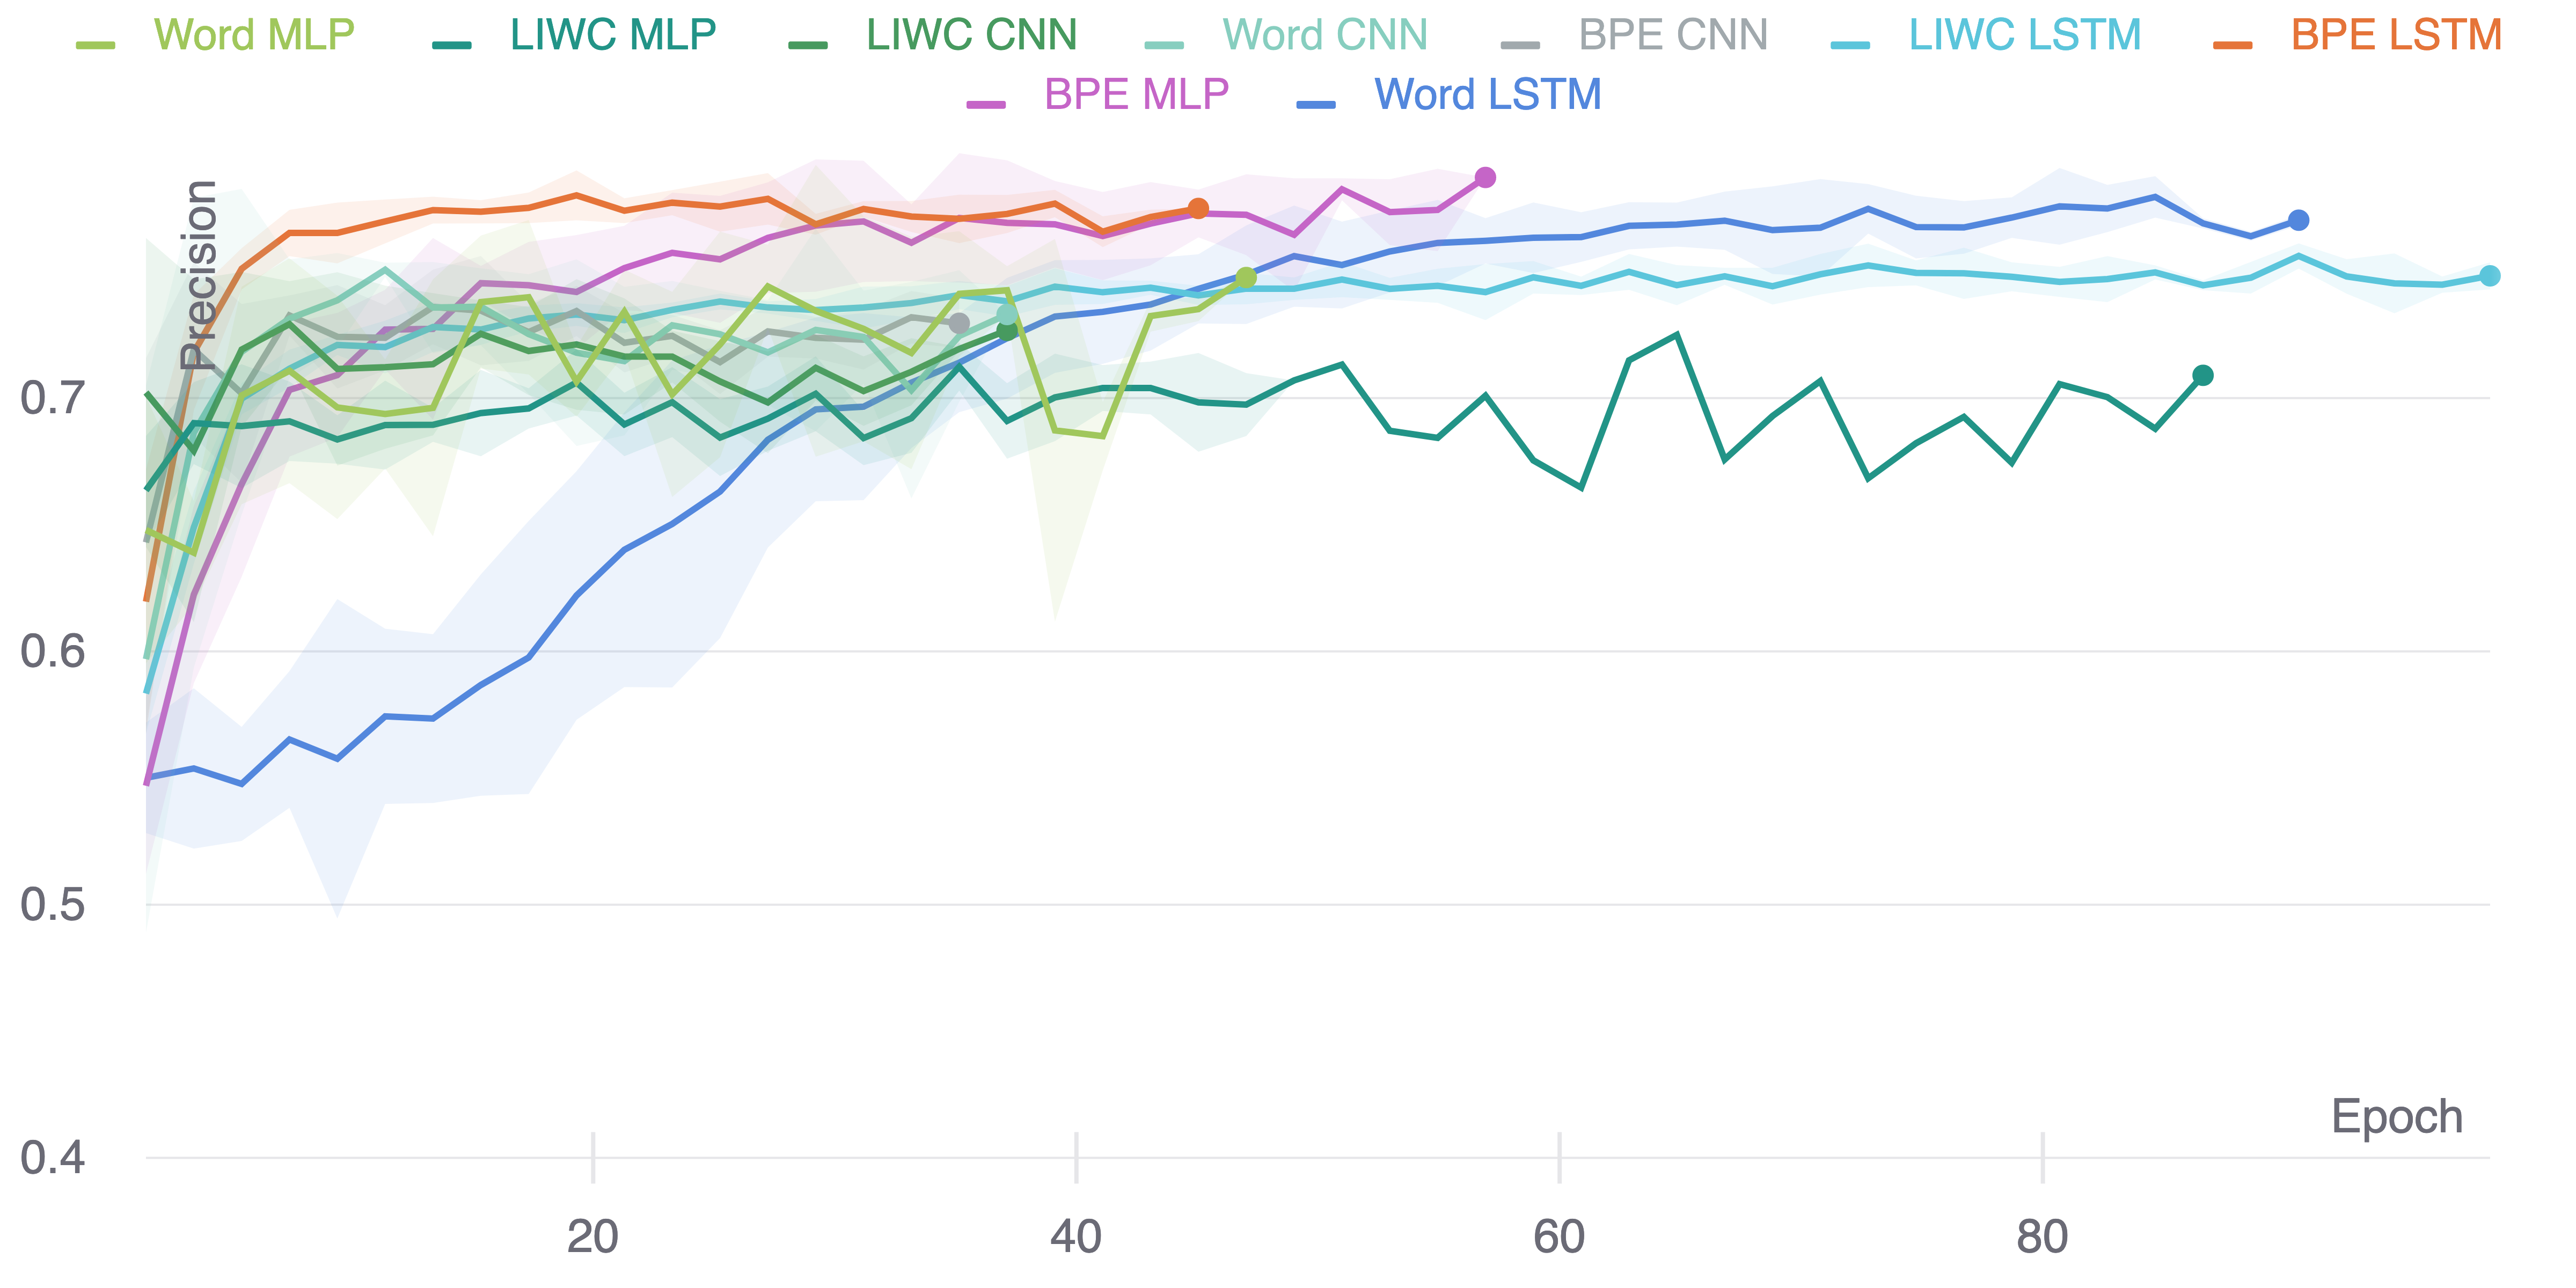 Word MLP LIWC MLP LIWC CNN Word CNN BPE CNN LIWC LSTM BPE LSTM
BPE MLP Word LSTM
Precision
0.7
0.6
0.5
Epoch
0.4
20 40 60 80